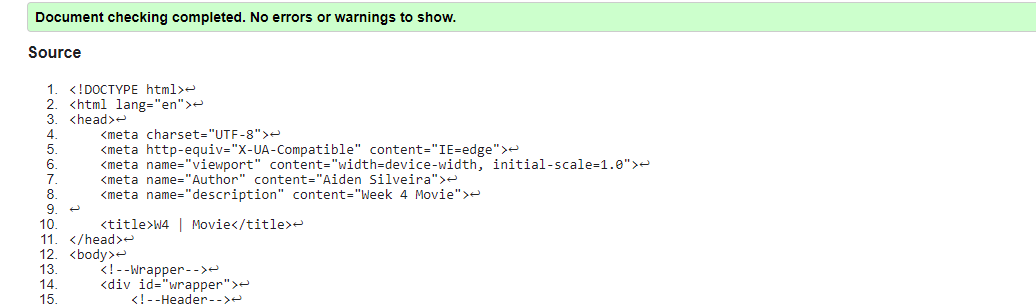 Document checking completed. No errors or warnings to show.
Source
1. <!DOCTYPE html>↩
2. <html lang="en">↩
3. <head>↩
4.     <meta charset="UTF-8">↩
5.     <meta http-equiv="X-UA-Compatible" content="IE=edge">↩
6.     <meta name="viewport" content="width=device-width, initial-scale=1.0">↩
7.     <meta name="Author" content="Aiden Silveira">↩
8.     <meta name="description" content="Week 4 Movie">↩
9. ↩
10.     <title>W4 | Movie</title>↩
11. </head>↩
12. <body>↩
13.     <!--Wrapper-->↩
14.     <div id="wrapper">↩
15.         <!--Header-->↩